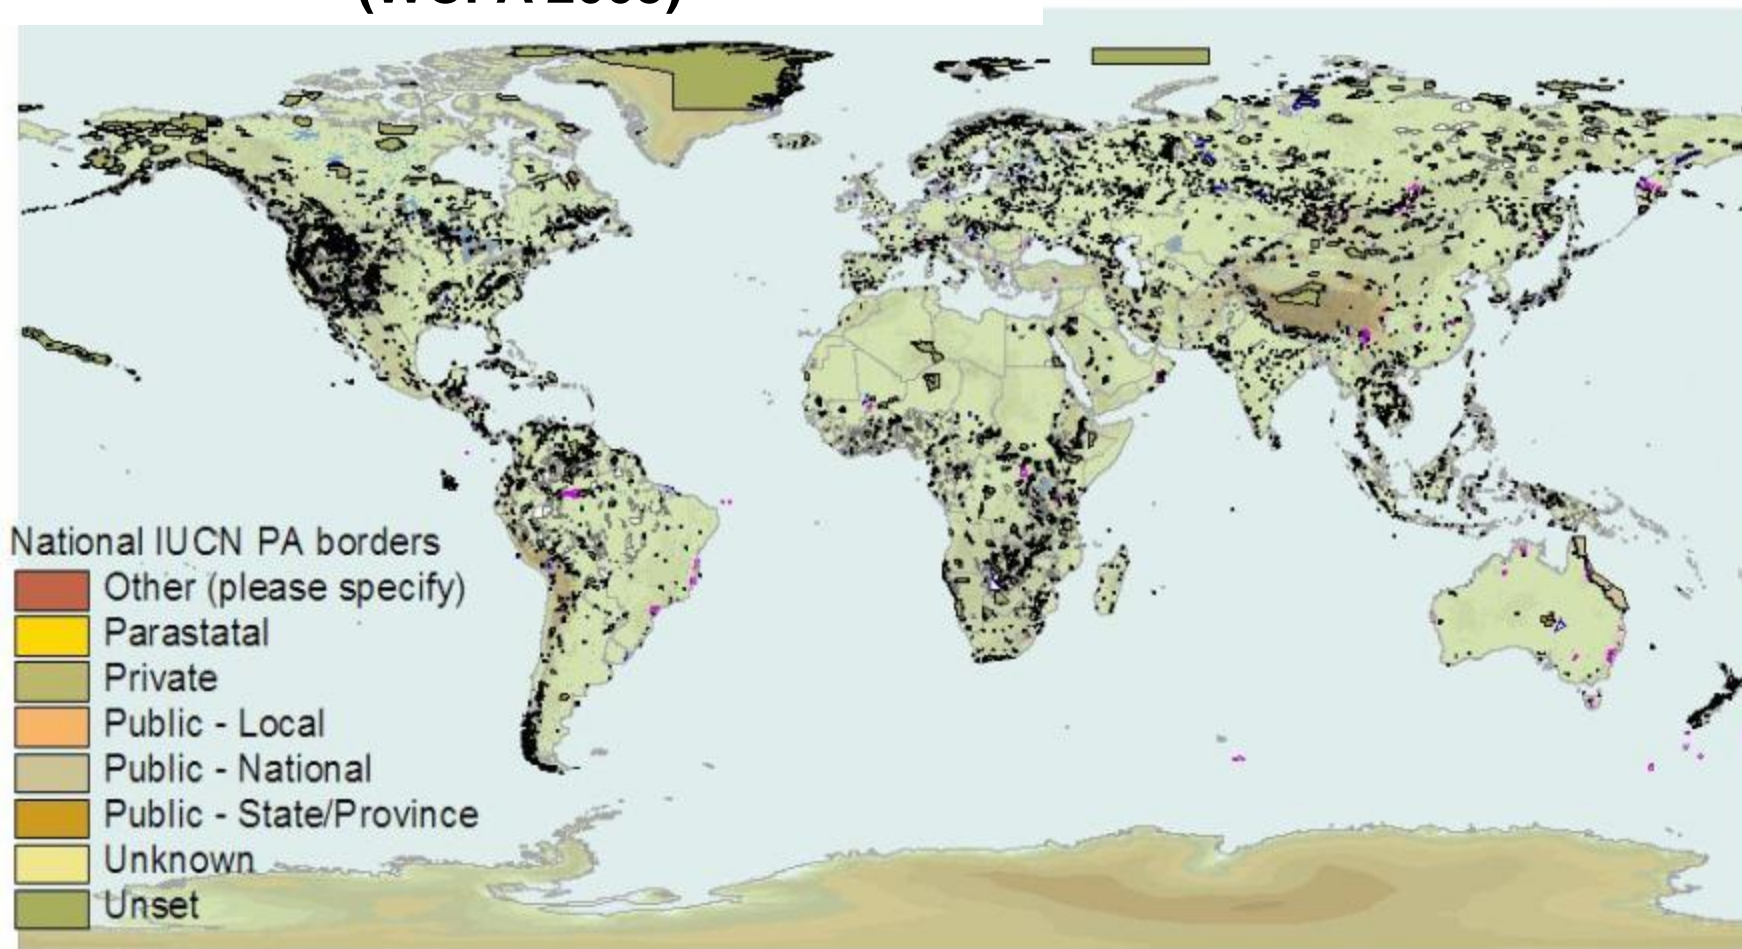 National IUCN PA borders
Other (please specify)
Parastatal
Private
Public - Local
Public - National
Public - State/Province
Unknown
Unset